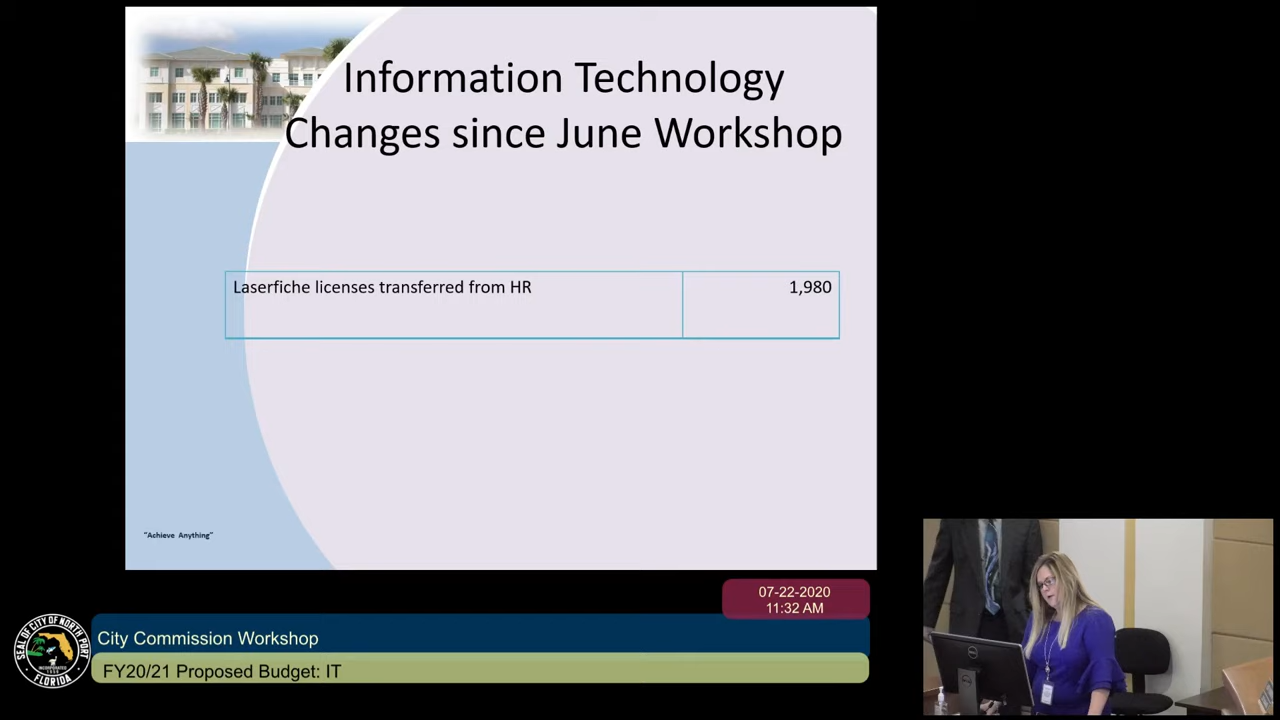 Information Technology
Changes since June Workshop
Laserfiche licenses transferred from HR 1,980
"Achieve Anything"
07-22-2020
11:32 AM
City Commission Workshop
FY20/21 Proposed Budget: IT
SEAL OF CITY OF NORTH PORT
FLORIDA
DELL